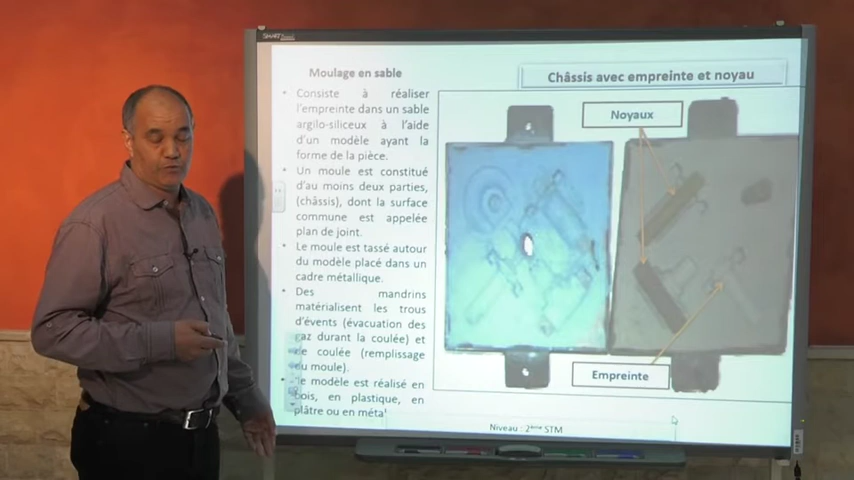 SMART
Moulage en sable
Consiste à réaliser
l'empreinte dans un sable
argilo-siliceux à l'aide
d'un modèle ayant la
forme de la pièce.
Un moule est constitué
d'au moins deux parties,
(châssis), dont la surface
commune est appelée
plan de joint.
Le moule est tassé autour
du modèle placé dans un
cadre métallique.
Des mandrins
matérialisent les trous
d'évents (évacuation des
gaz durant la coulée) et
de coulée (remplissage
du moule).
Le modèle est réalisé en
bois, en plastique, en
plâtre ou en métal
Châssis avec empreinte et noyau
Noyaux
Empreinte
Niveau : 2ème STM